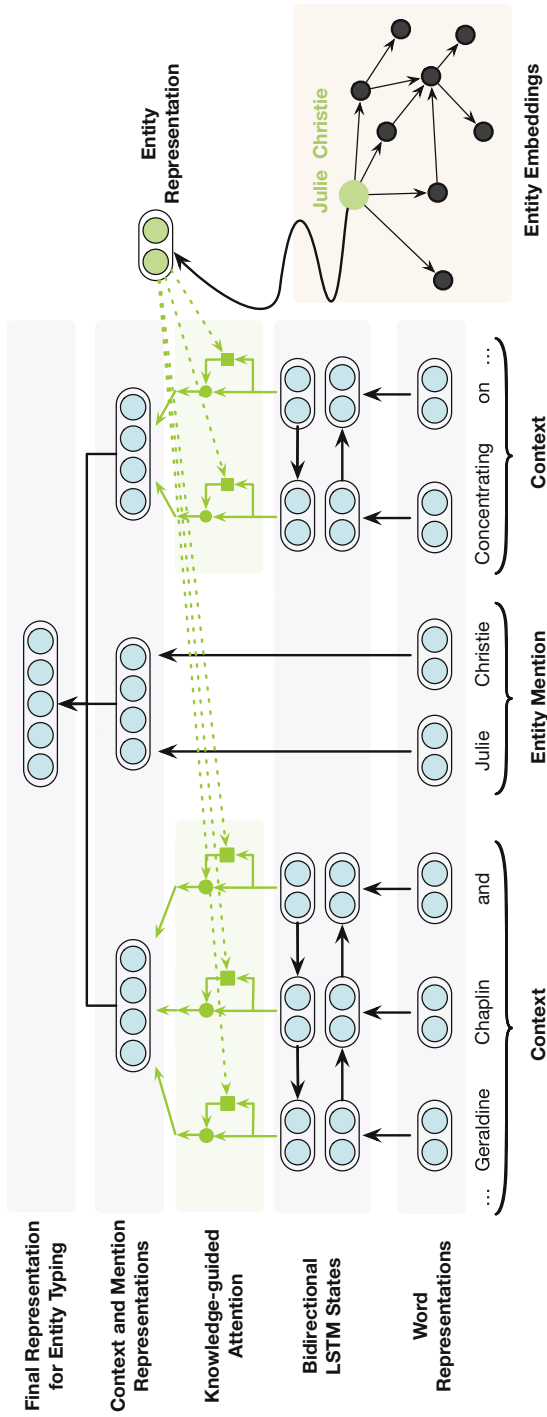 Final Representation
for Entity Typing
Context and Mention
Representations
Knowledge-guided
Attention
Bidirectional
LSTM States
Word
Representations
Entity
Representation
Julie Christie
Entity Embeddings
... Geraldine Chaplin and Julie Christie Concentrating on ...
Context Entity Mention Context